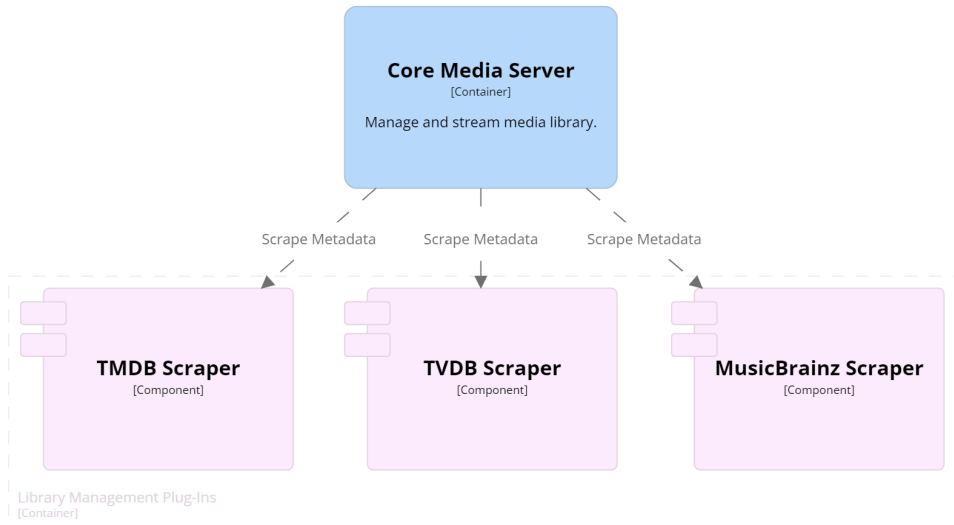 Core Media Server
[Container]
Manage and stream media library.
Scrape Metadata
Scrape Metadata
Scrape Metadata
TMDB Scraper
[Component]
TVDB Scraper
[Component]
MusicBrainz Scraper
[Component]
Library Management Plug-Ins
[Container]